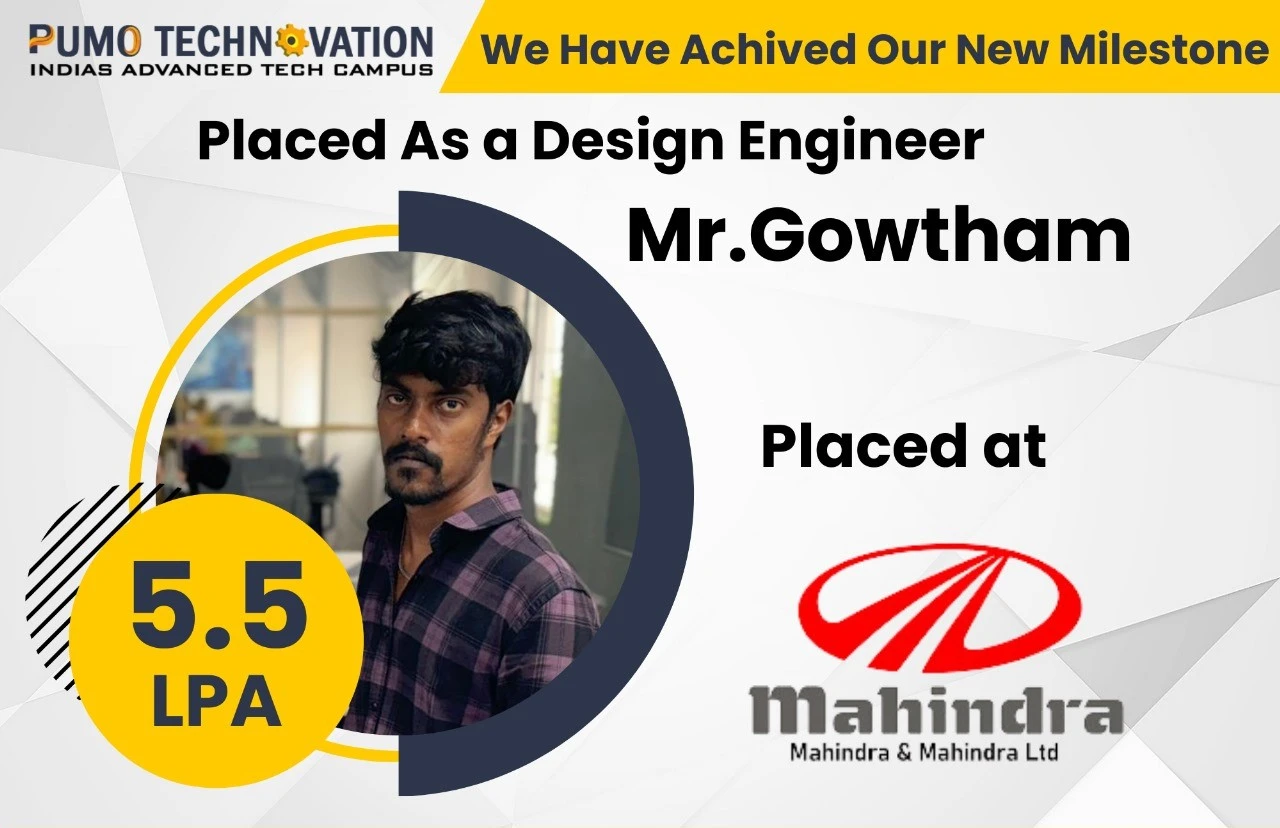 PUMO TECHNOVATION
INDIAS ADVANCED TECH CAMPUS
We Have Achived Our New Milestone
Placed As a Design Engineer
Mr.Gowtham
Placed at
5.5
LPA
Mahindra
Mahindra & Mahindra Ltd